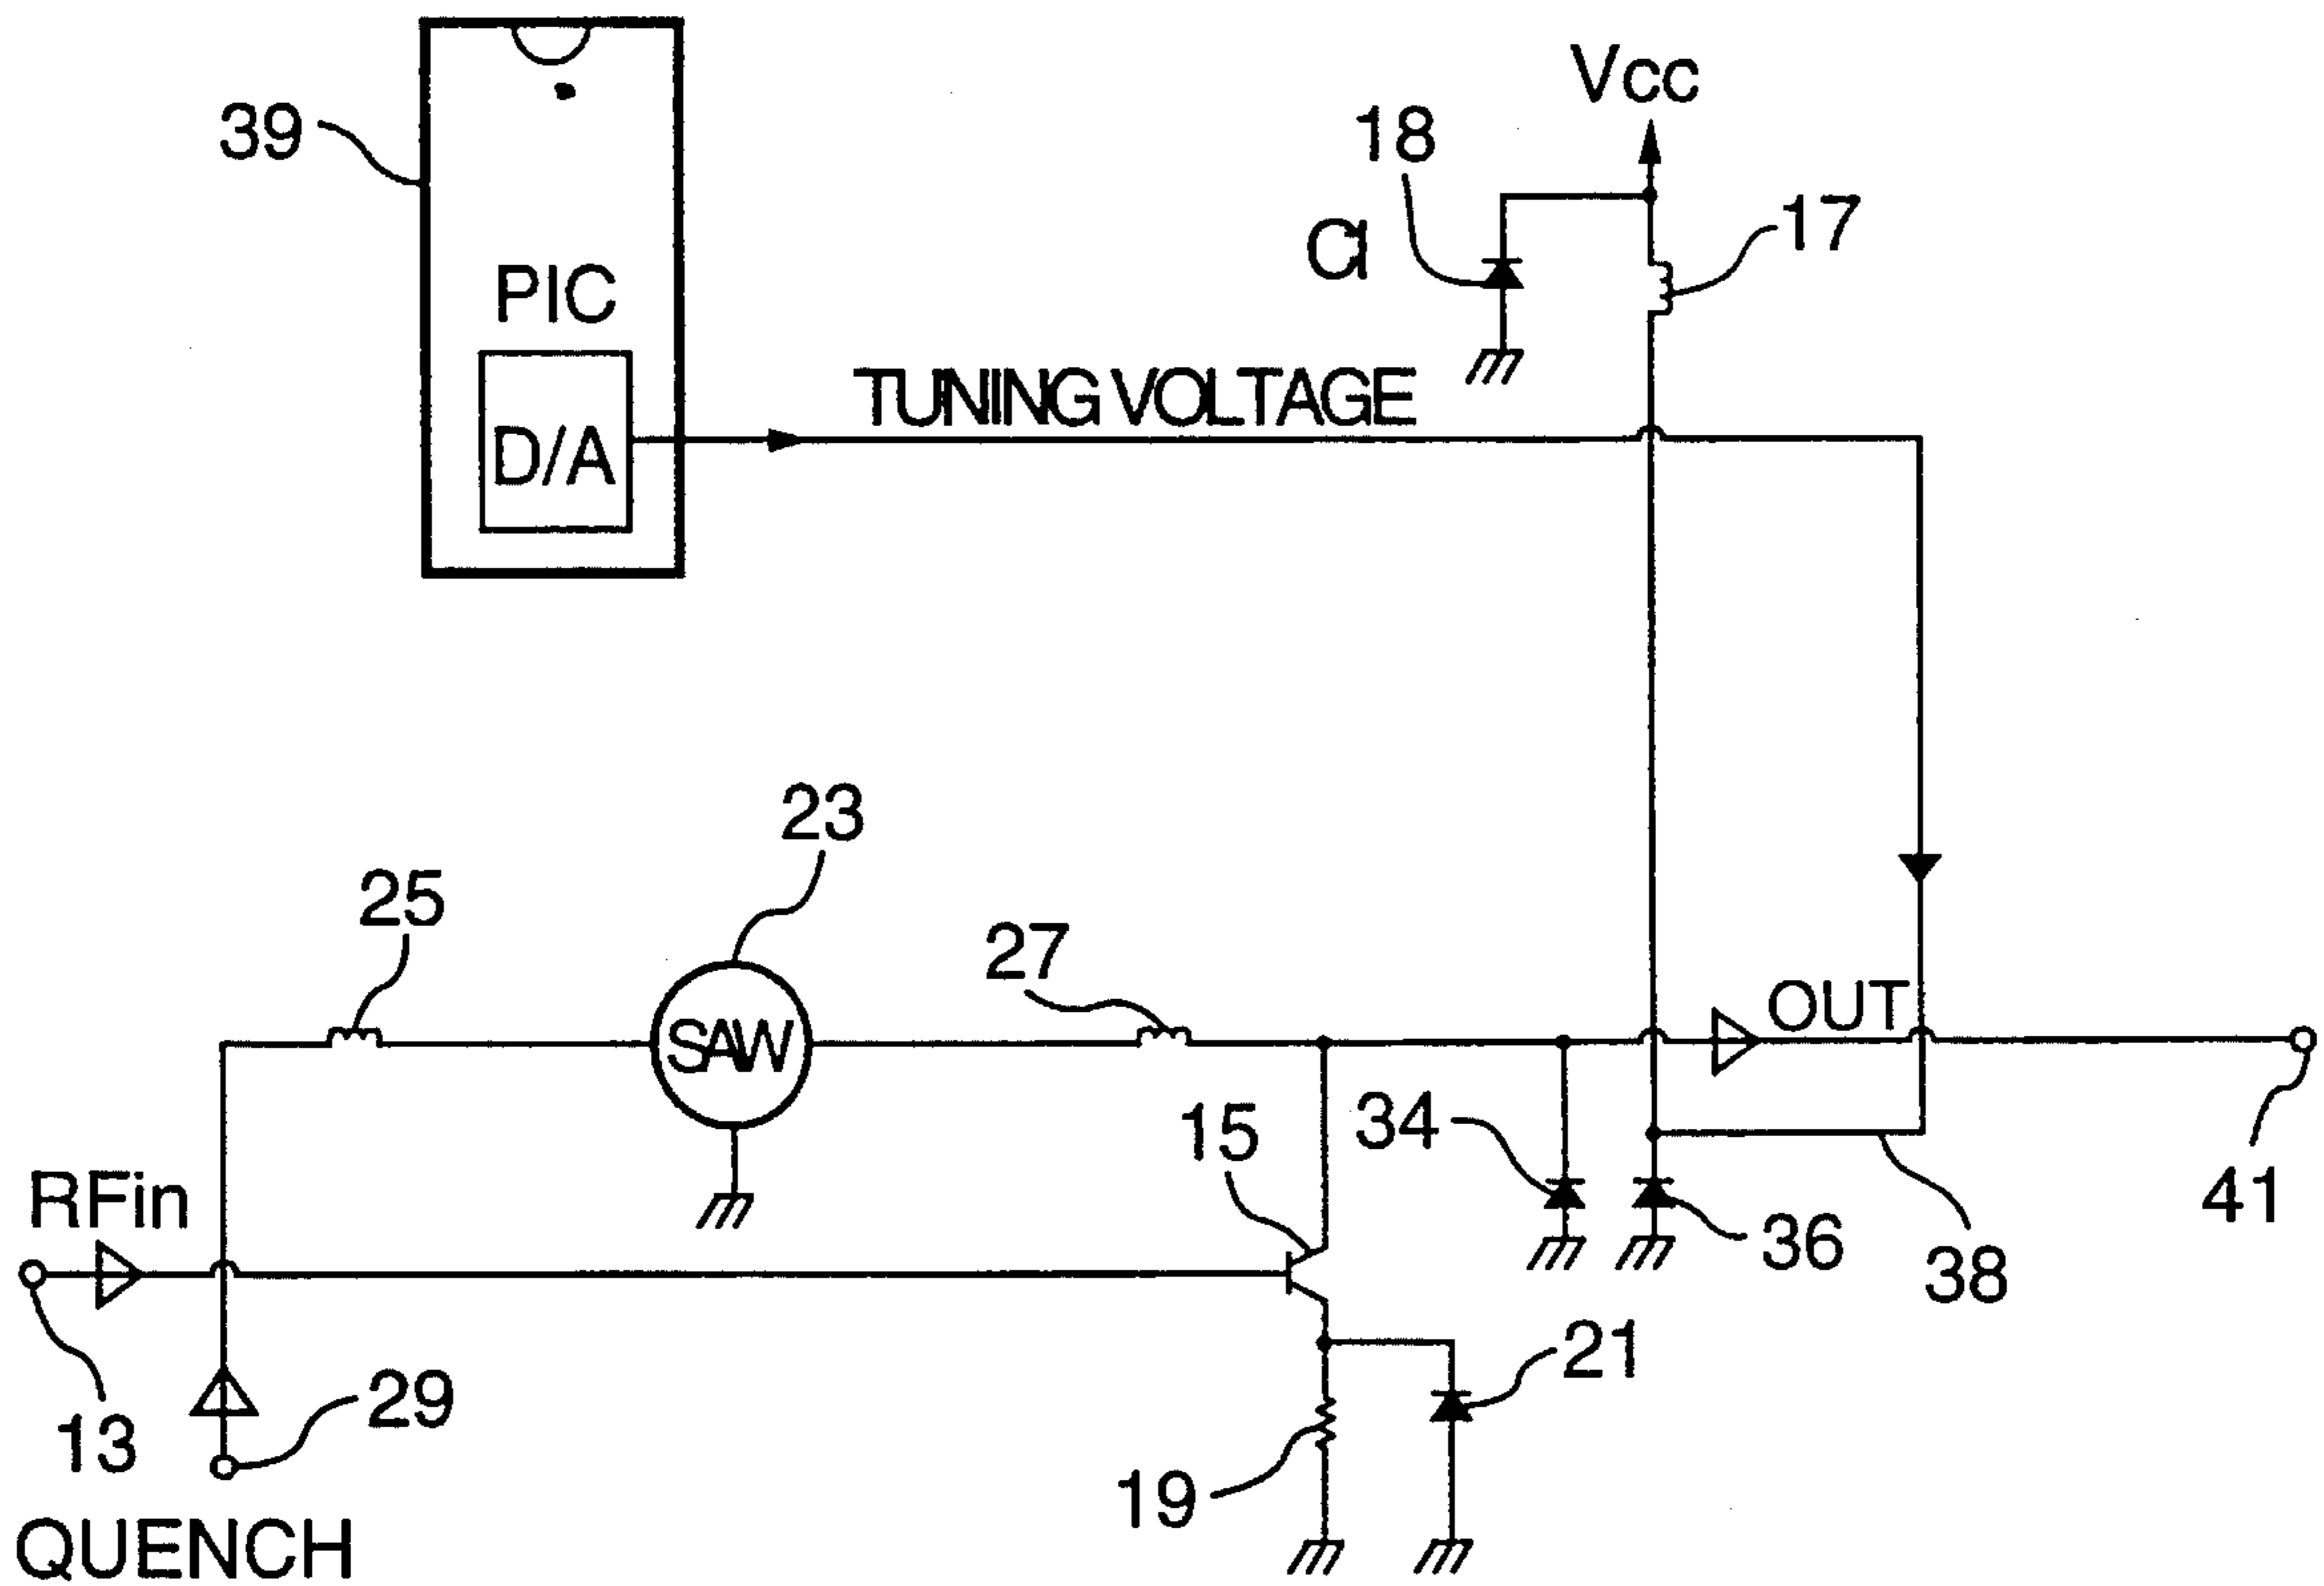 Vcc
18
39
17
Cl
PIC
TUNING VOLTAGE
D/A
23
25
27
OUT
15
34
RFin
41
36
38
21
29
13
19
QUENCH
SAW